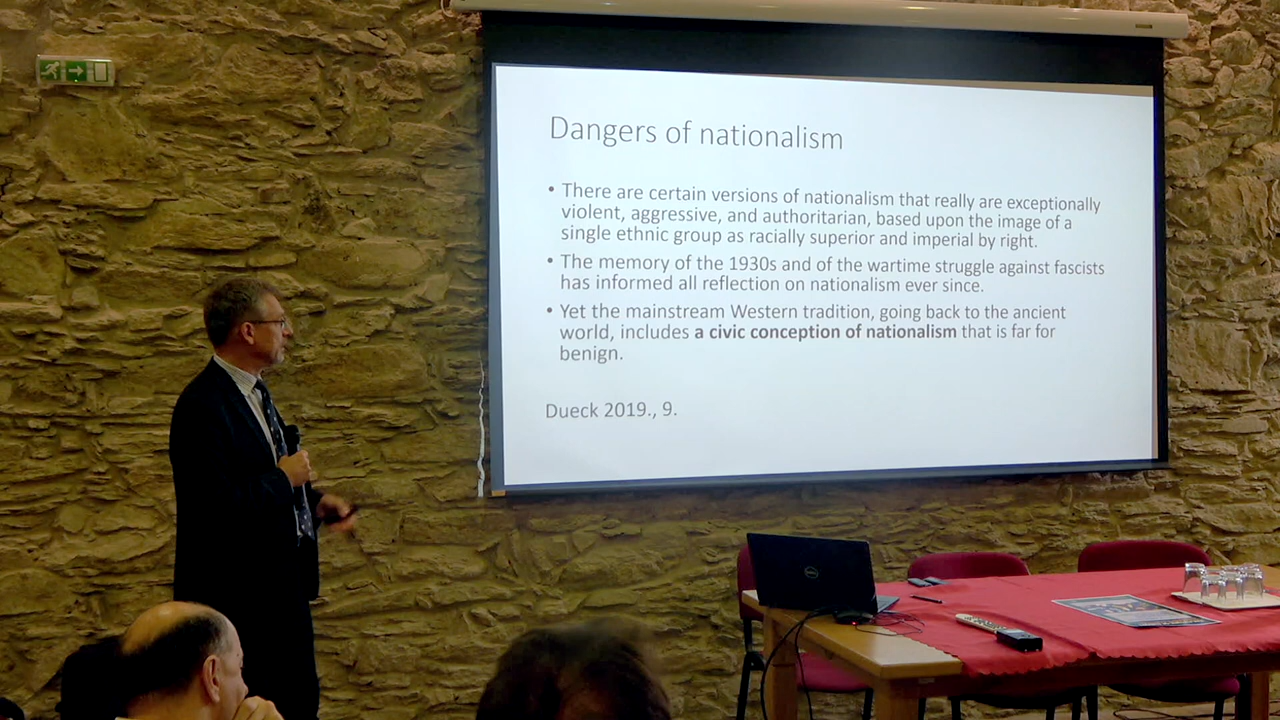 Dangers of nationalism
• There are certain versions of nationalism that really are exceptionally
violent, aggressive, and authoritarian, based upon the image of a
single ethnic group as racially superior and imperial by right.
• The memory of the 1930s and of the wartime struggle against fascists
has informed all reflection on nationalism ever since.
• Yet the mainstream Western tradition, going back to the ancient
world, includes a civic conception of nationalism that is far for
benign.
Dueck 2019., 9.
DELL